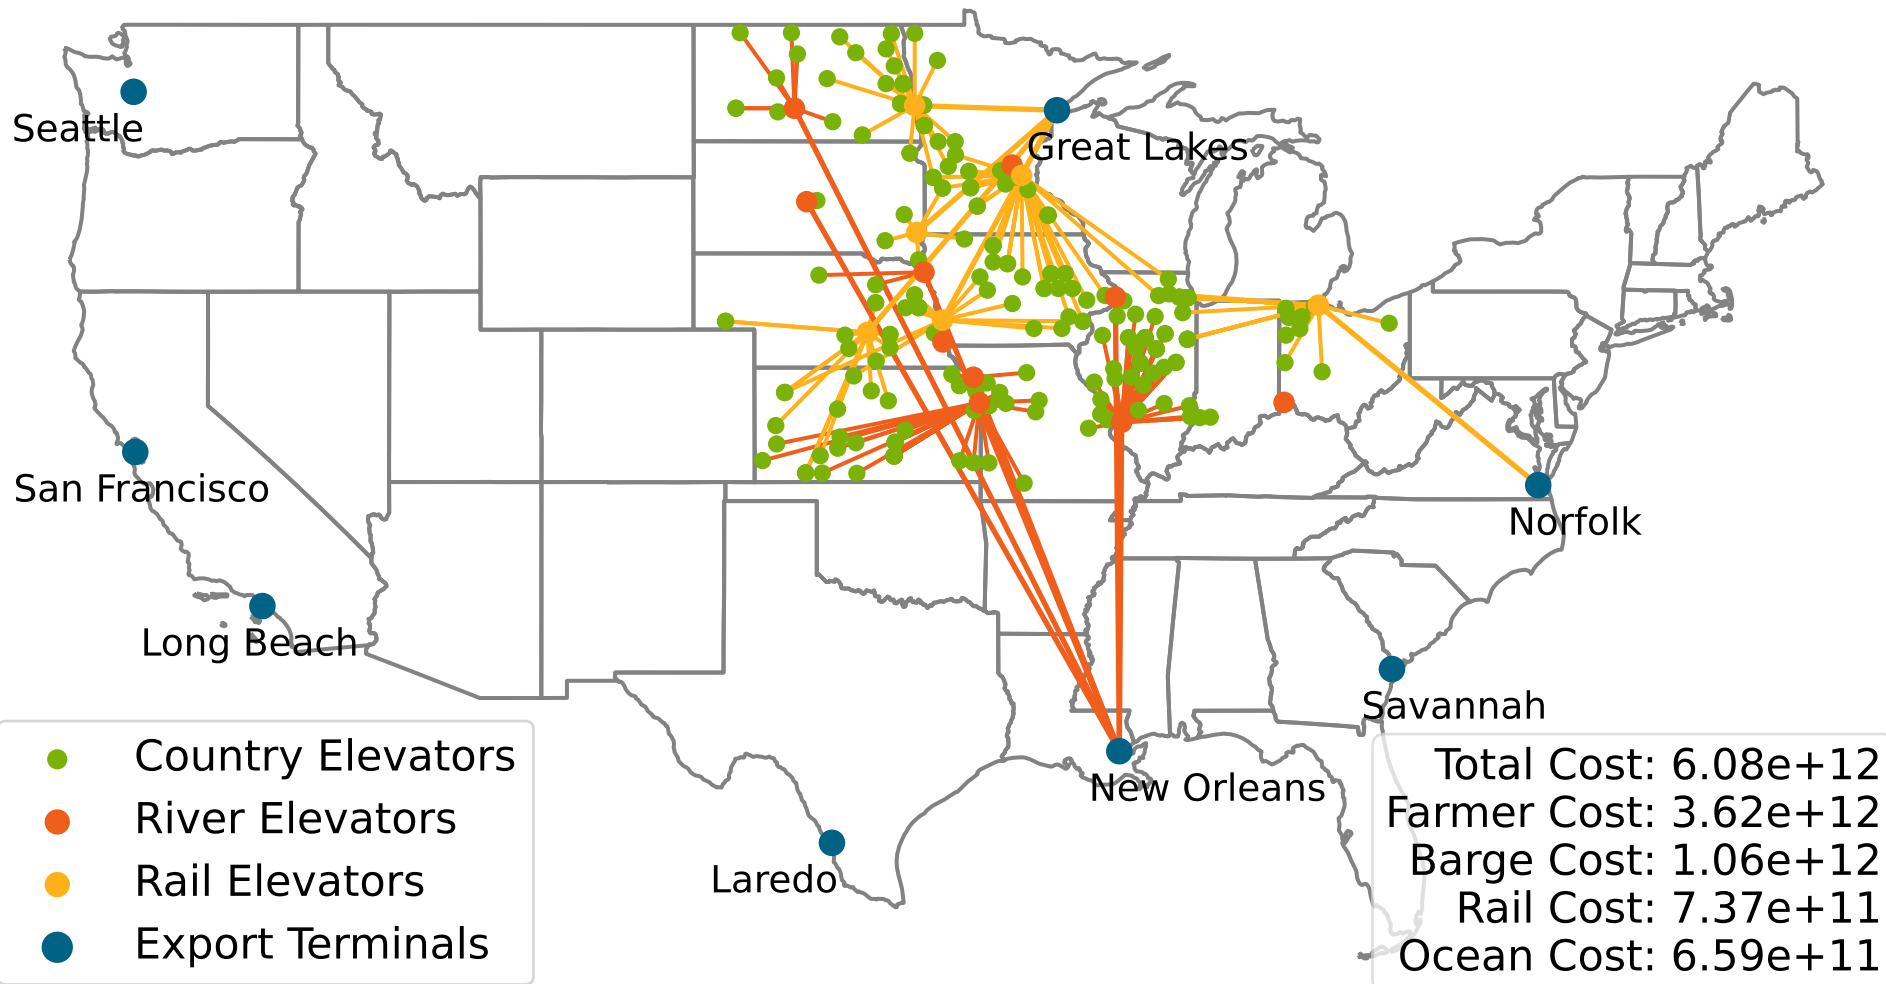 Seattle
Great Lakes
San Francisco
Norfolk
Long Beach
Savannah
New Orleans
Laredo
Country Elevators
River Elevators
Rail Elevators
Export Terminals
Total Cost: 6.08e+12
Farmer Cost: 3.62e+12
Barge Cost: 1.06e+12
Rail Cost: 7.37e+11
Ocean Cost: 6.59e+11